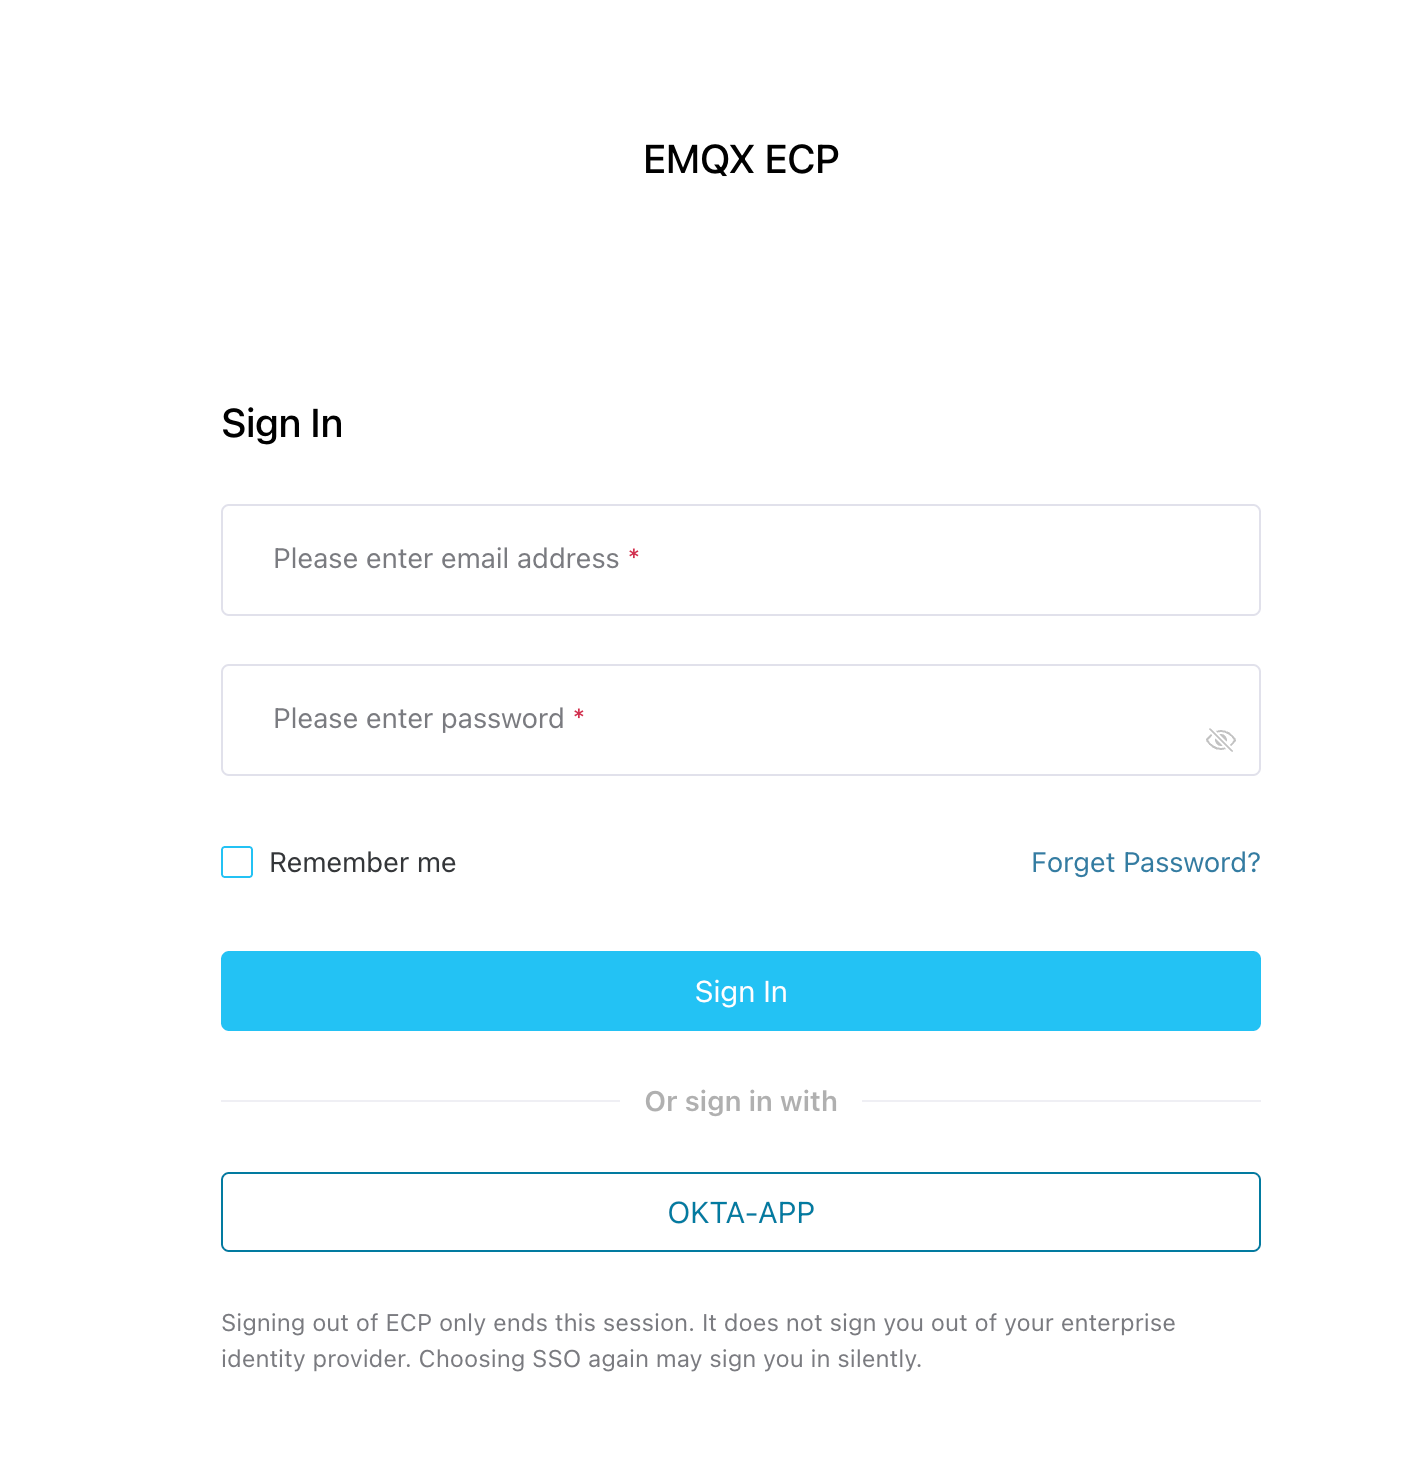 EMQX ECP
Sign In
Please enter email address *
Please enter password *
Remember me
Forget Password?
Sign In
Or sign in with
OKTA-APP
Signing out of ECP only ends this session. It does not sign you out of your enterprise
identity provider. Choosing SSO again may sign you in silently.